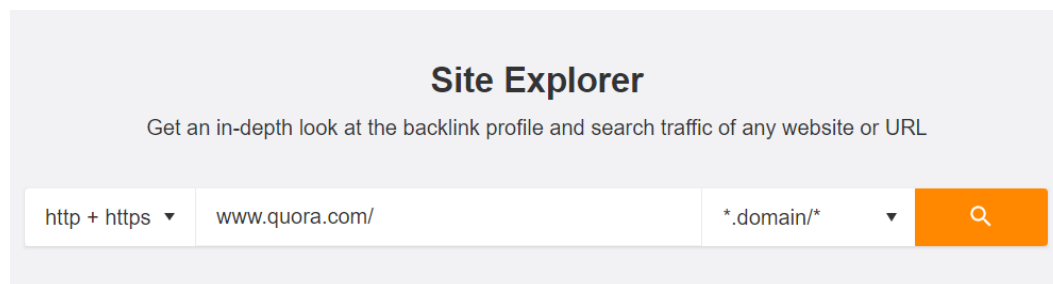 Site Explorer
Get an in-depth look at the backlink profile and search traffic of any website or URL
http + https www.quora.com/ *.domain/*